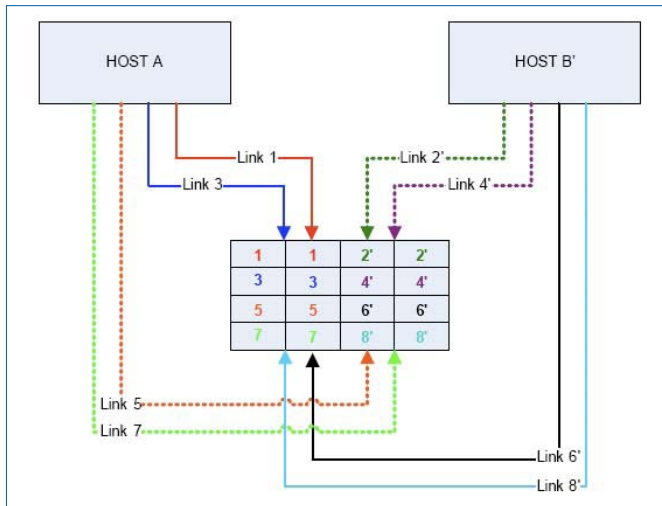 HOST A
HOST B'
Link 1
Link 2'
Link 3
Link 4'
1 1 2' 2'
3 3 4' 4'
5 5 6' 6'
7 7 8' 8'
Link 5
Link 7
Link 6'
Link 8'